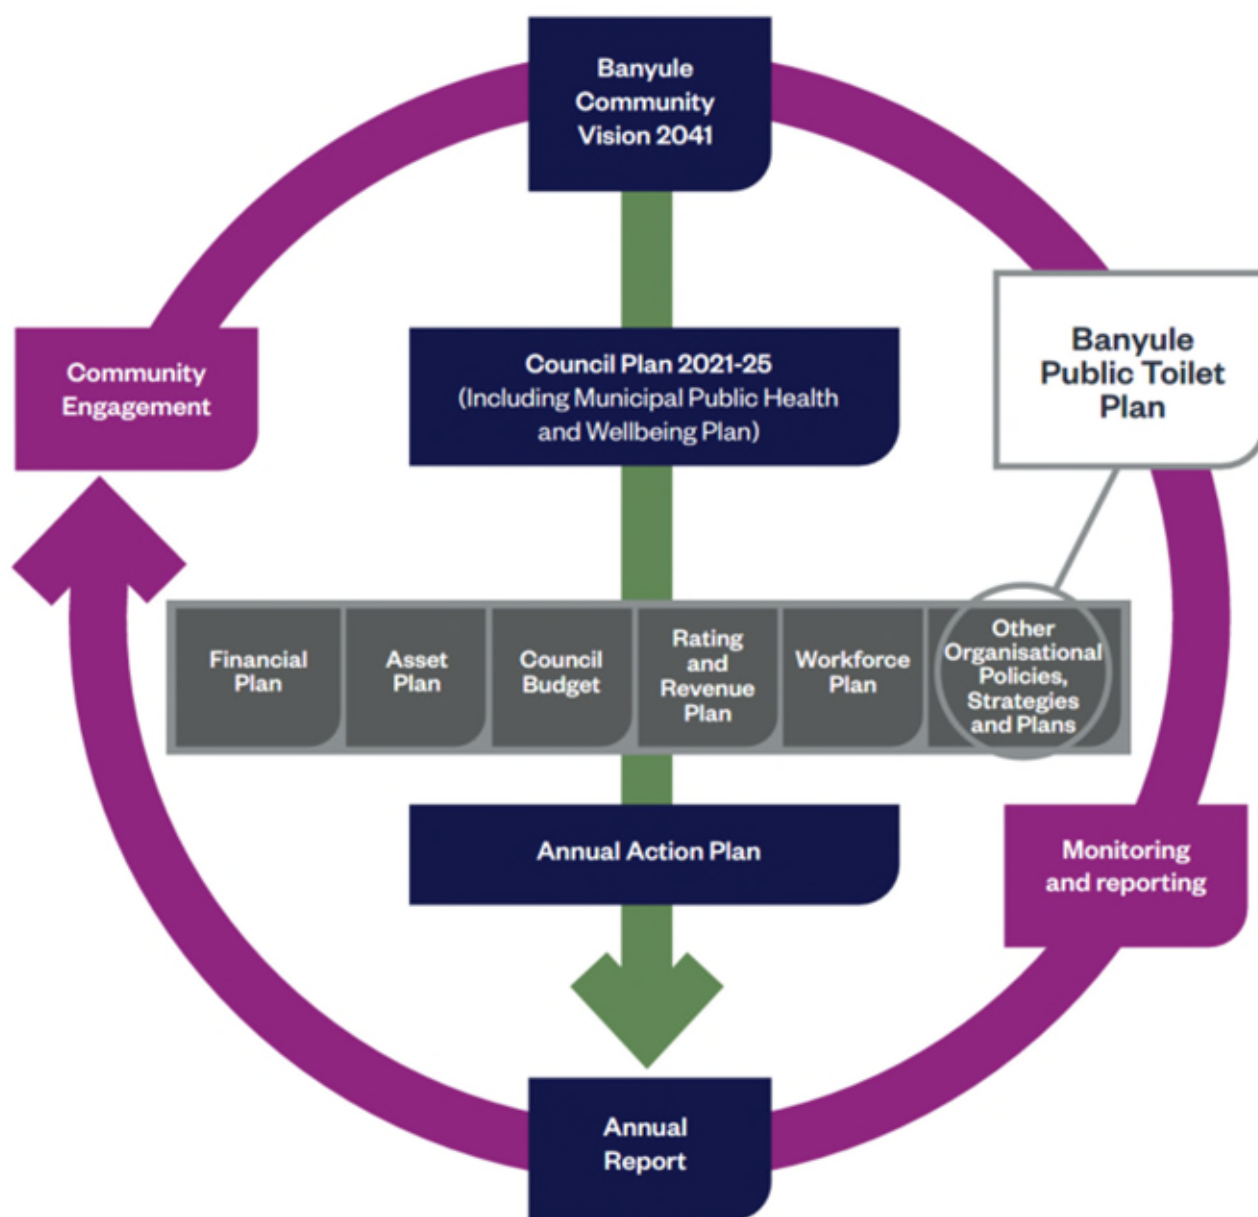 Banyule
Community
Vision 2041
Community
Engagement
Council Plan 2021-25
(Including Municipal Public Health
and Wellbeing Plan)
Banyule
Public Toilet
Plan
Financial
Plan
Asset
Plan
Council
Budget
Rating
and
Revenue
Plan
Workforce
Plan
Other
Organisational
Policies,
Strategies
and Plans
Annual Action Plan
Monitoring
and reporting
Annual
Report